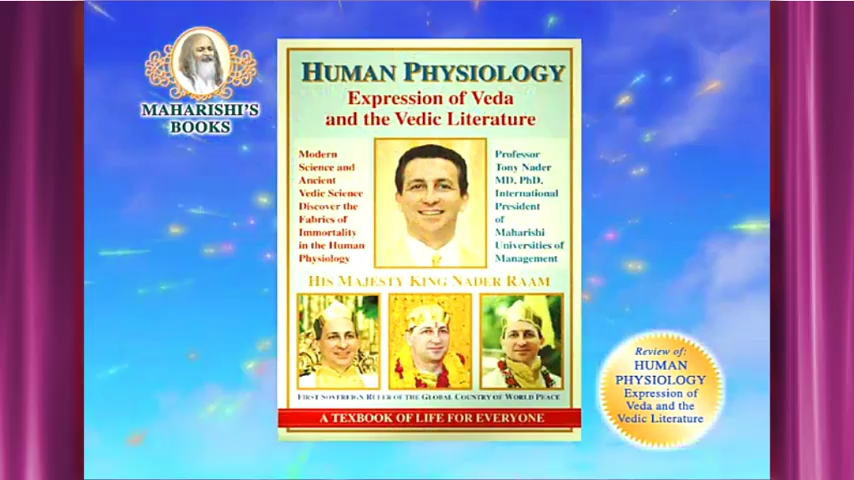 MAHARISHI'S
BOOKS
HUMAN PHYSIOLOGY
Expression of Veda
and the Vedic Literature
Modern
Science and
Ancient
Vedic Science
Discover the
Fabrics of
Immortality
in the Human
Physiology
Professor
Tony Nader
MD, PhD,
International
President
of
Maharishi
Universities of
Management
HIS MAJESTY KING NADER RAAM
FIRST SOVEREIGN RULER OF THE GLOBAL COUNTRY OF WORLD PEACE
A TEXBOOK OF LIFE FOR EVERYONE
Review of:
HUMAN
PHYSIOLOGY
Expression of
Veda and the
Vedic Literature